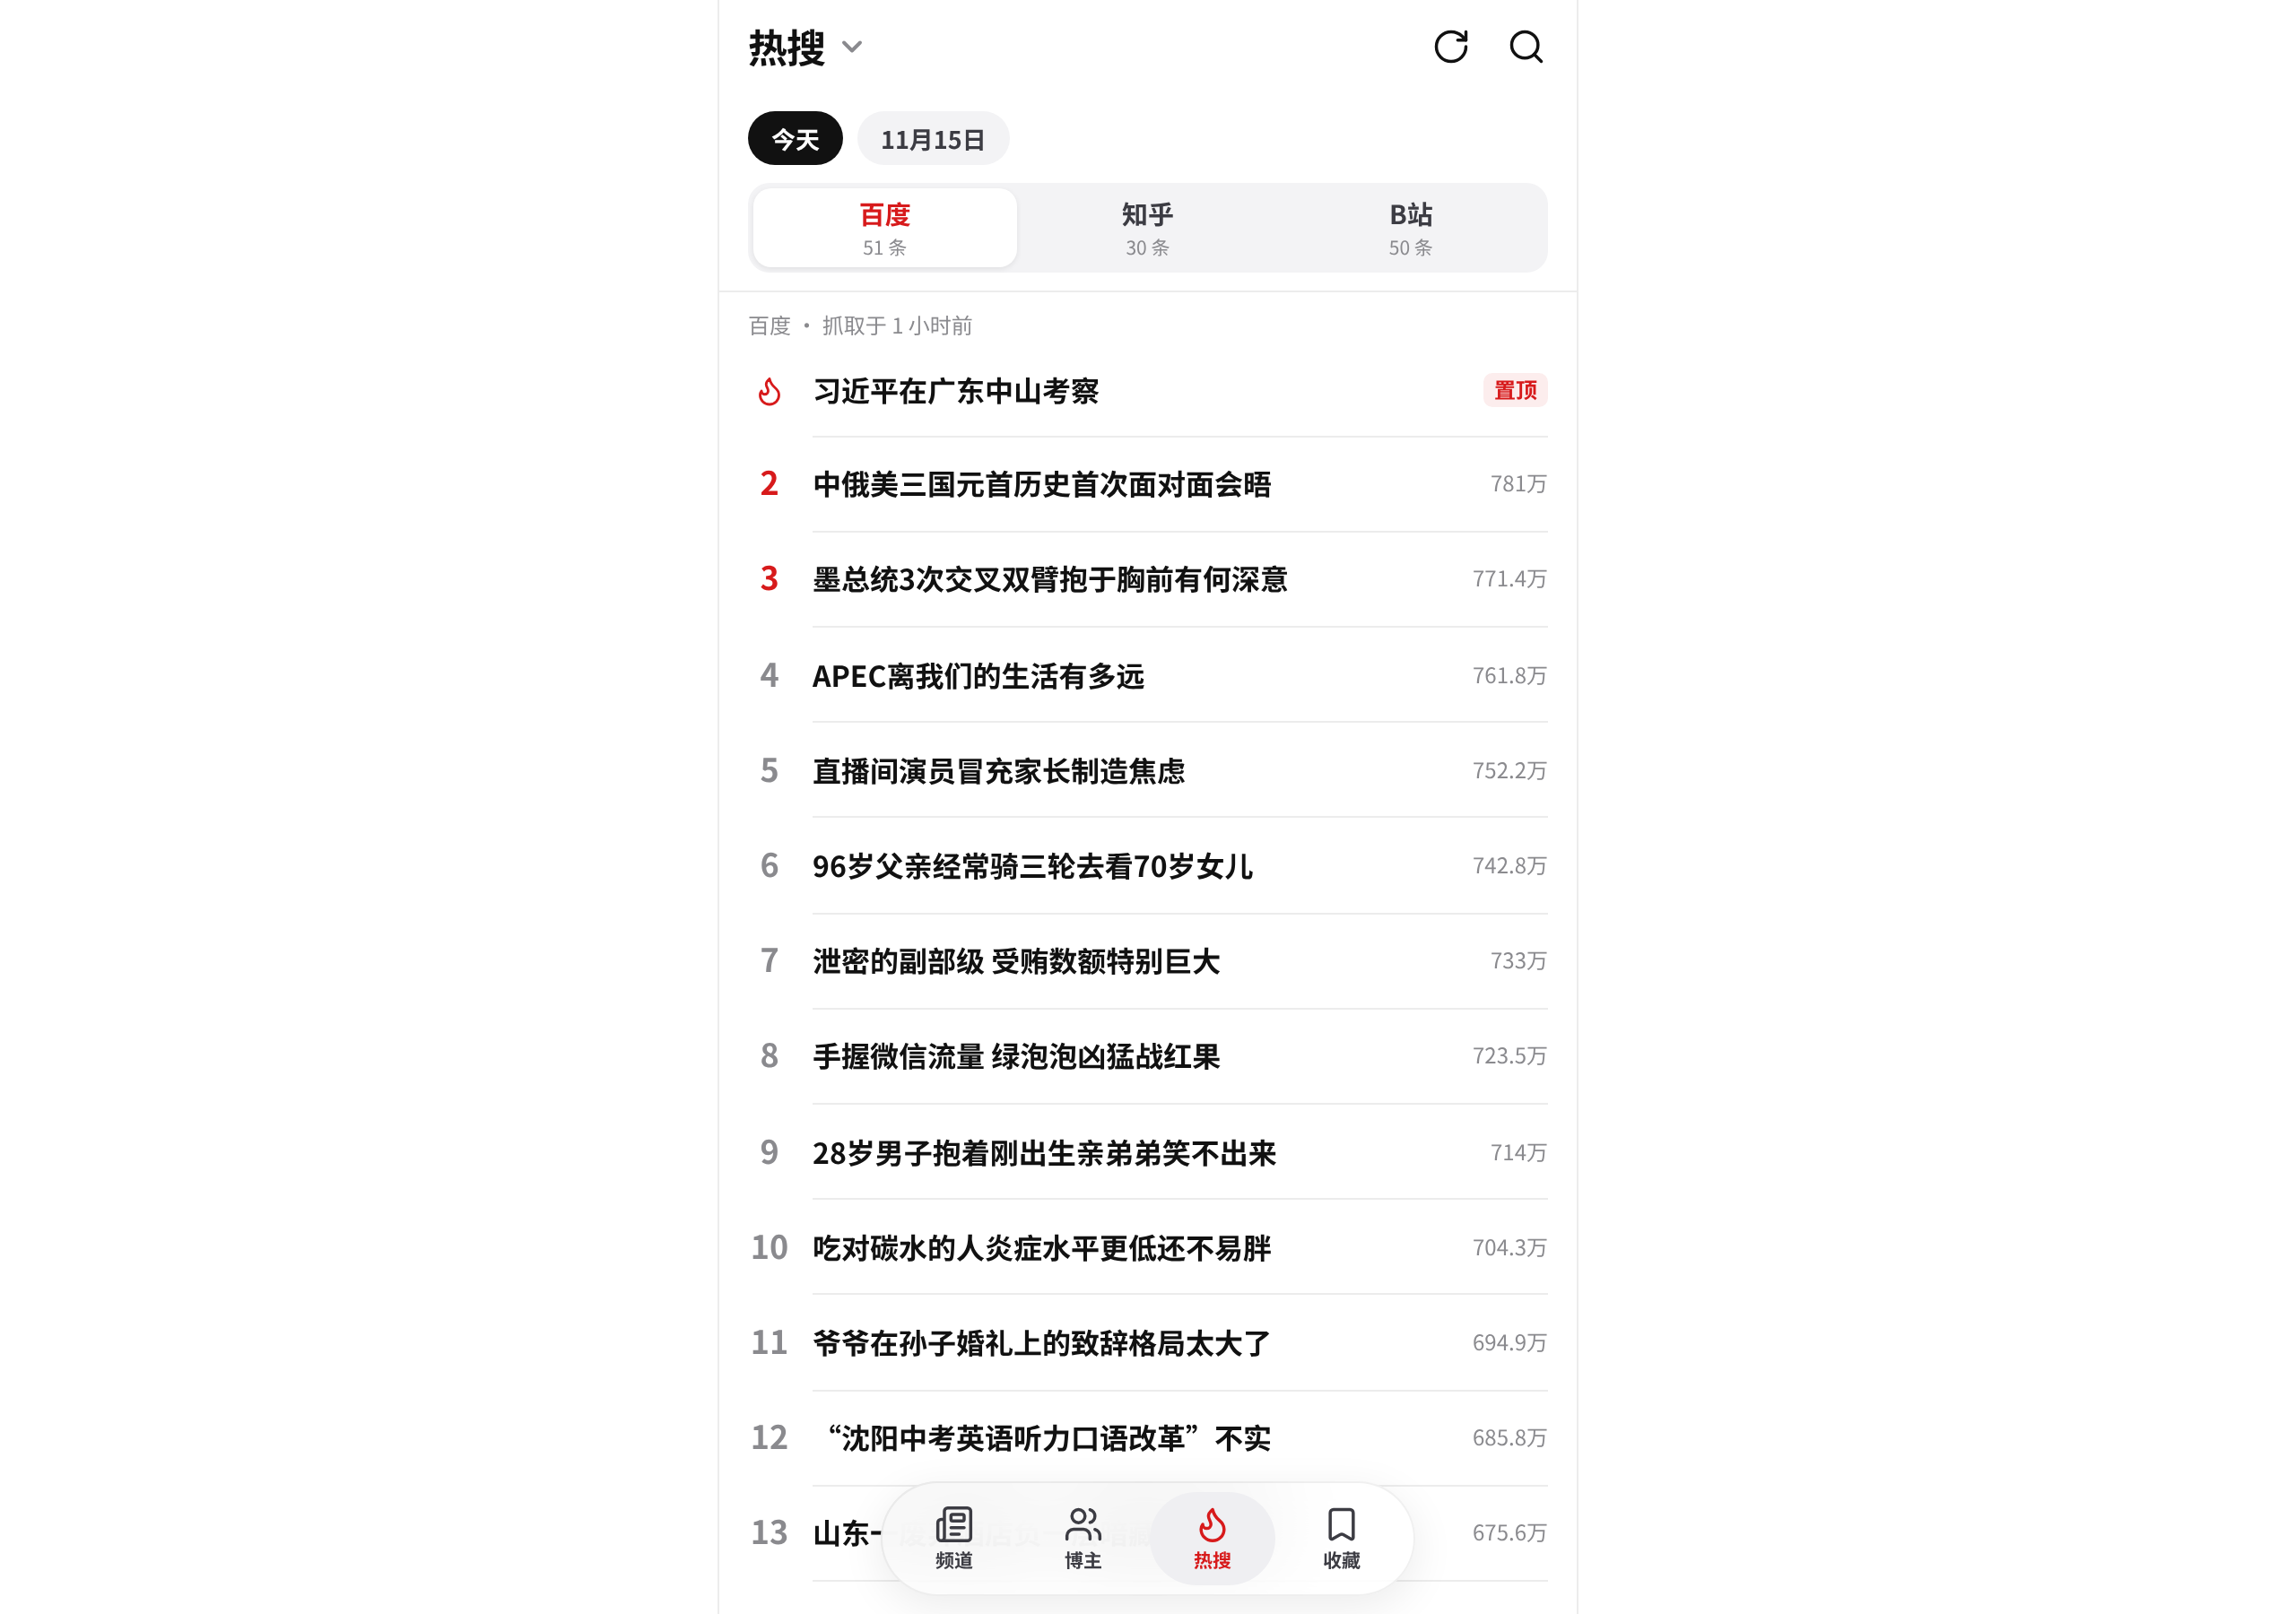 热搜
今天
11月15日
百度
51 条
知乎
30 条
B站
50 条
百度 · 抓取于 1 小时前
习近平在广东中山考察
置顶
2 中俄美三国元首历史首次面对面会晤 781万
3 墨总统3次交叉双臂抱于胸前有何深意 771.4万
4 APEC离我们的生活有多远 761.8万
5 直播间演员冒充家长制造焦虑 752.2万
6 96岁父亲经常骑三轮去看70岁女儿 742.8万
7 泄密的副部级 受贿数额特别巨大 733万
8 手握微信流量 绿泡泡凶猛战红果 723.5万
9 28岁男子抱着刚出生亲弟弟笑不出来 714万
10 吃对碳水的人炎症水平更低还不易胖 704.3万
11 爷爷在孙子婚礼上的致辞格局太大了 694.9万
12 “沈阳中考英语听力口语改革”不实 685.8万
13 山东一 675.6万
频道
博主
热搜
收藏